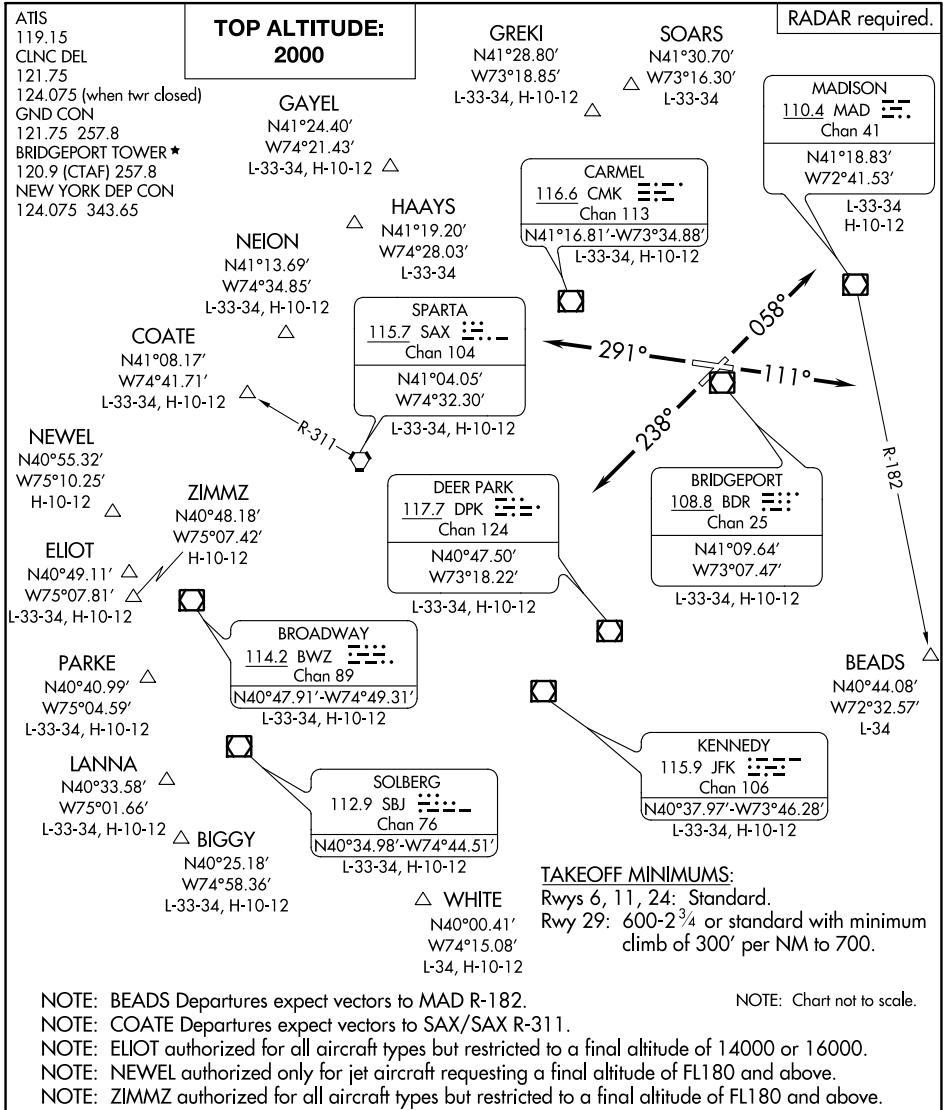 ATIS
119.15
CLNC DEL
121.75
124.075 (when twr closed)
GND CON
121.75 257.8
BRIDGEPORT TOWER ★
120.9 (CTAF) 257.8
NEW YORK DEP CON
124.075 343.65
TOP ALTITUDE:
2000
RADAR required.
GREKI
N41°28.80′
W73°18.85′
L-33-34, H-10-12
SOARS
N41°30.70′
W73°16.30′
L-33-34
MADISON
110.4 MAD
Chan 41
N41°18.83′
W72°41.53′
L-33-34
H-10-12
GAYEL
N41°24.40′
W74°21.43′
L-33-34, H-10-12
CARMEL
116.6 CMK
Chan 113
N41°16.81′-W73°34.88′
L-33-34, H-10-12
HAAYS
N41°19.20′
W74°28.03′
L-33-34
NEION
N41°13.69′
W74°34.85′
L-33-34, H-10-12
SPARTA
115.7 SAX
Chan 104
N41°04.05′
W74°32.30′
L-33-34, H-10-12
COATE
N41°08.17′
W74°41.71′
L-33-34, H-10-12
R-311
058°
291°
111°
238°
R-182
NEWEL
N40°55.32′
W75°10.25′
H-10-12
ZIMMZ
N40°48.18′
W75°07.42′
H-10-12
DEER PARK
117.7 DPK
Chan 124
N40°47.50′
W73°18.22′
L-33-34, H-10-12
BRIDGEPORT
108.8 BDR
Chan 25
N41°09.64′
W73°07.47′
L-33-34, H-10-12
ELIOT
N40°49.11′
W75°07.81′
L-33-34, H-10-12
BROADWAY
114.2 BWZ
Chan 89
N40°47.91′-W74°49.31′
L-33-34, H-10-12
PARKE
N40°40.99′
W75°04.59′
L-33-34, H-10-12
BEADS
N40°44.08′
W72°32.57′
L-34
KENNEDY
115.9 JFK
Chan 106
N40°37.97′-W73°46.28′
L-33-34, H-10-12
LANNA
N40°33.58′
W75°01.66′
L-33-34, H-10-12
SOLBERG
112.9 SBJ
Chan 76
N40°34.98′-W74°44.51′
L-33-34, H-10-12
BIGGY
N40°25.18′
W74°58.36′
L-33-34, H-10-12
WHITE
N40°00.41′
W74°15.08′
L-34, H-10-12
TAKEOFF MINIMUMS:
Rwys 6, 11, 24: Standard.
Rwy 29: 600-2¾ or standard with minimum
climb of 300′ per NM to 700.
NOTE: BEADS Departures expect vectors to MAD R-182.
NOTE: Chart not to scale.
NOTE: COATE Departures expect vectors to SAX/SAX R-311.
NOTE: ELIOT authorized for all aircraft types but restricted to a final altitude of 14000 or 16000.
NOTE: NEWEL authorized only for jet aircraft requesting a final altitude of FL180 and above.
NOTE: ZIMMZ authorized for all aircraft types but restricted to a final altitude of FL180 and above.